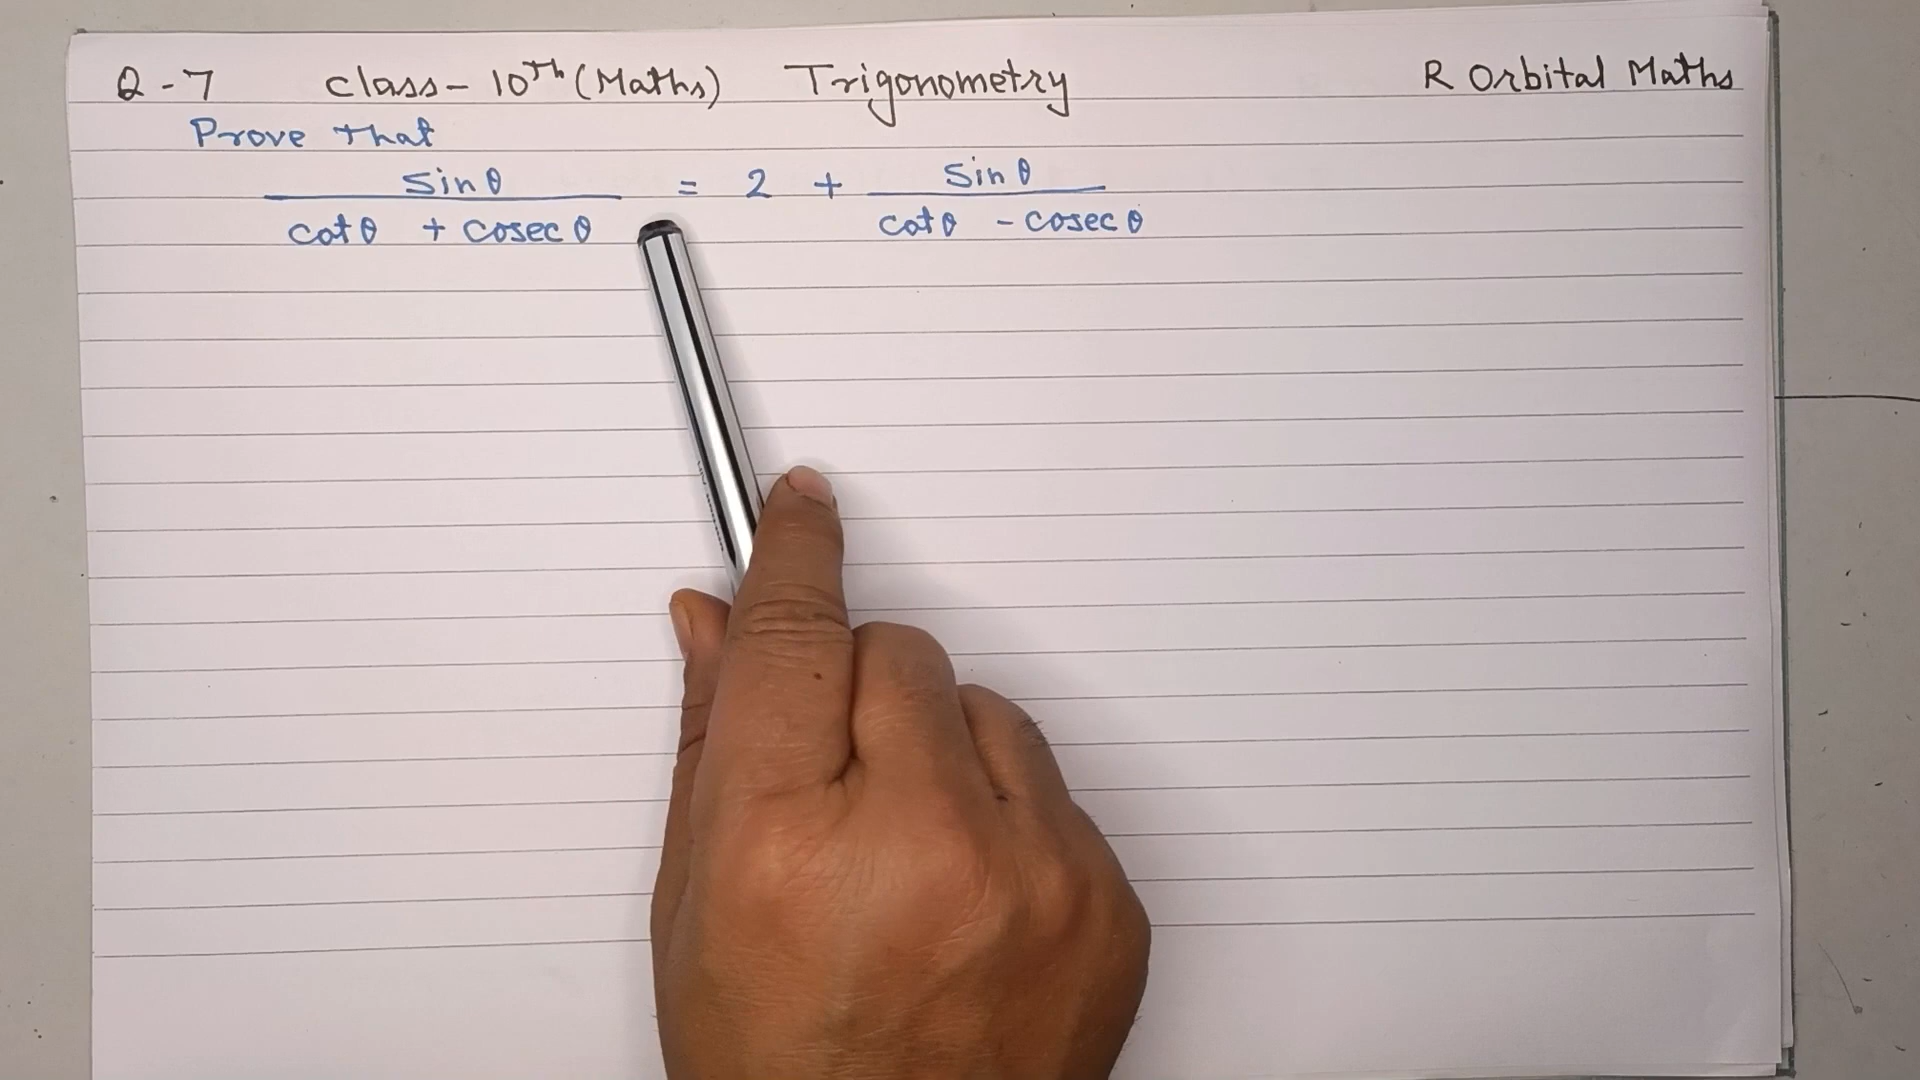 Q-7 Class-10th (Maths) Trigonometry R Orbital Maths
Prove that
sin θ / cot θ + cosec θ = 2 + sin θ / cot θ - cosec θ